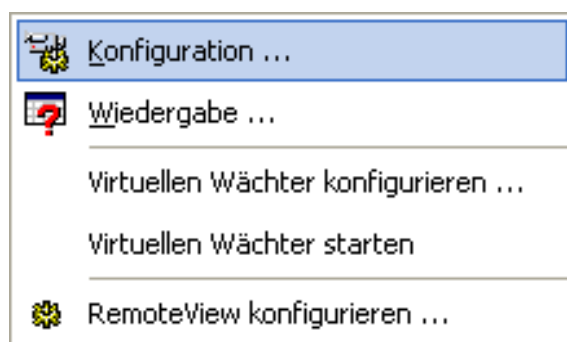 Konfiguration ...
Wiedergabe ...
Virtuellen Wächter konfigurieren ...
Virtuellen Wächter starten
RemoteView konfigurieren ...